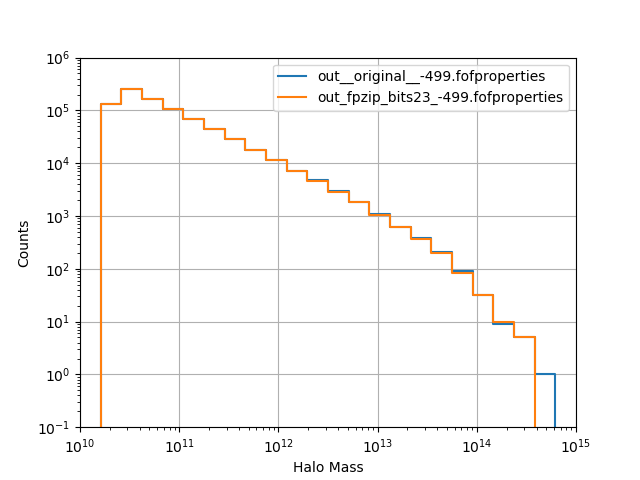 out__original__-499.fofproperties
out_fpzip_bits23_-499.fofproperties
Counts
10^6
10^5
10^4
10^3
10^2
10^1
10^0
10^-1
10^10 10^11 10^12 10^13 10^14 10^15
Halo Mass